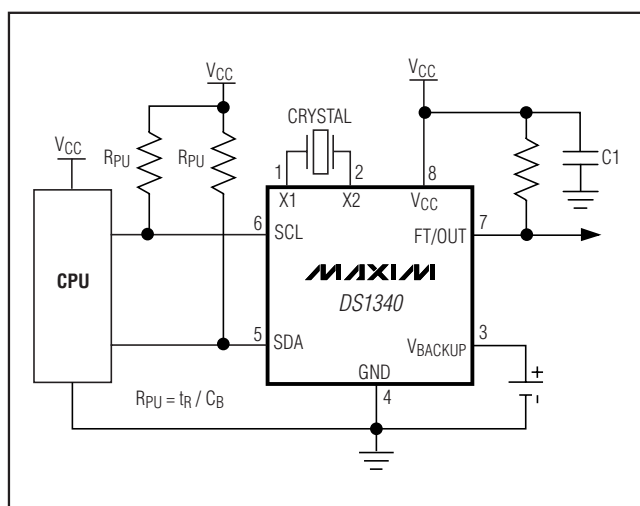 VCC
VCC
CRYSTAL
VCC
RPU
RPU
C1
1
2
8
X1
X2
VCC
6
SCL
FT/OUT
7
CPU
MAXIM
DS1340
5
SDA
VBACKUP
3
GND
4
+
-
RPU = tR / CB